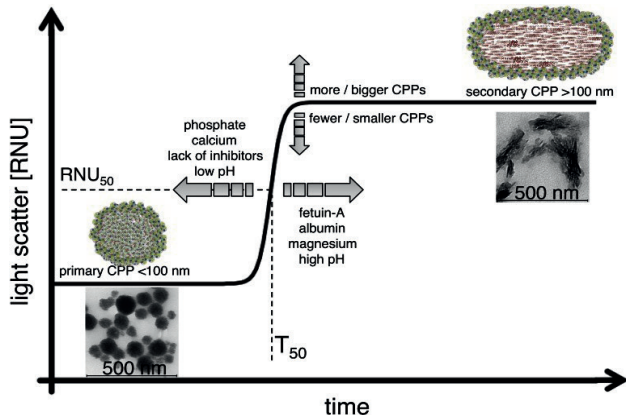 more / bigger CPPs
secondary CPP >100 nm
fewer / smaller CPPs
phosphate
calcium
lack of inhibitors
low pH
RNU50
500 nm
fetuin-A
albumin
magnesium
high pH
primary CPP <100 nm
light scatter [RNU]
T50
500 nm
time